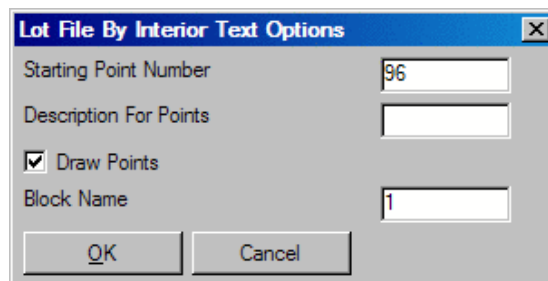 Lot File By Interior Text Options
Starting Point Number 96
Description For Points
Draw Points
Block Name 1
OK Cancel